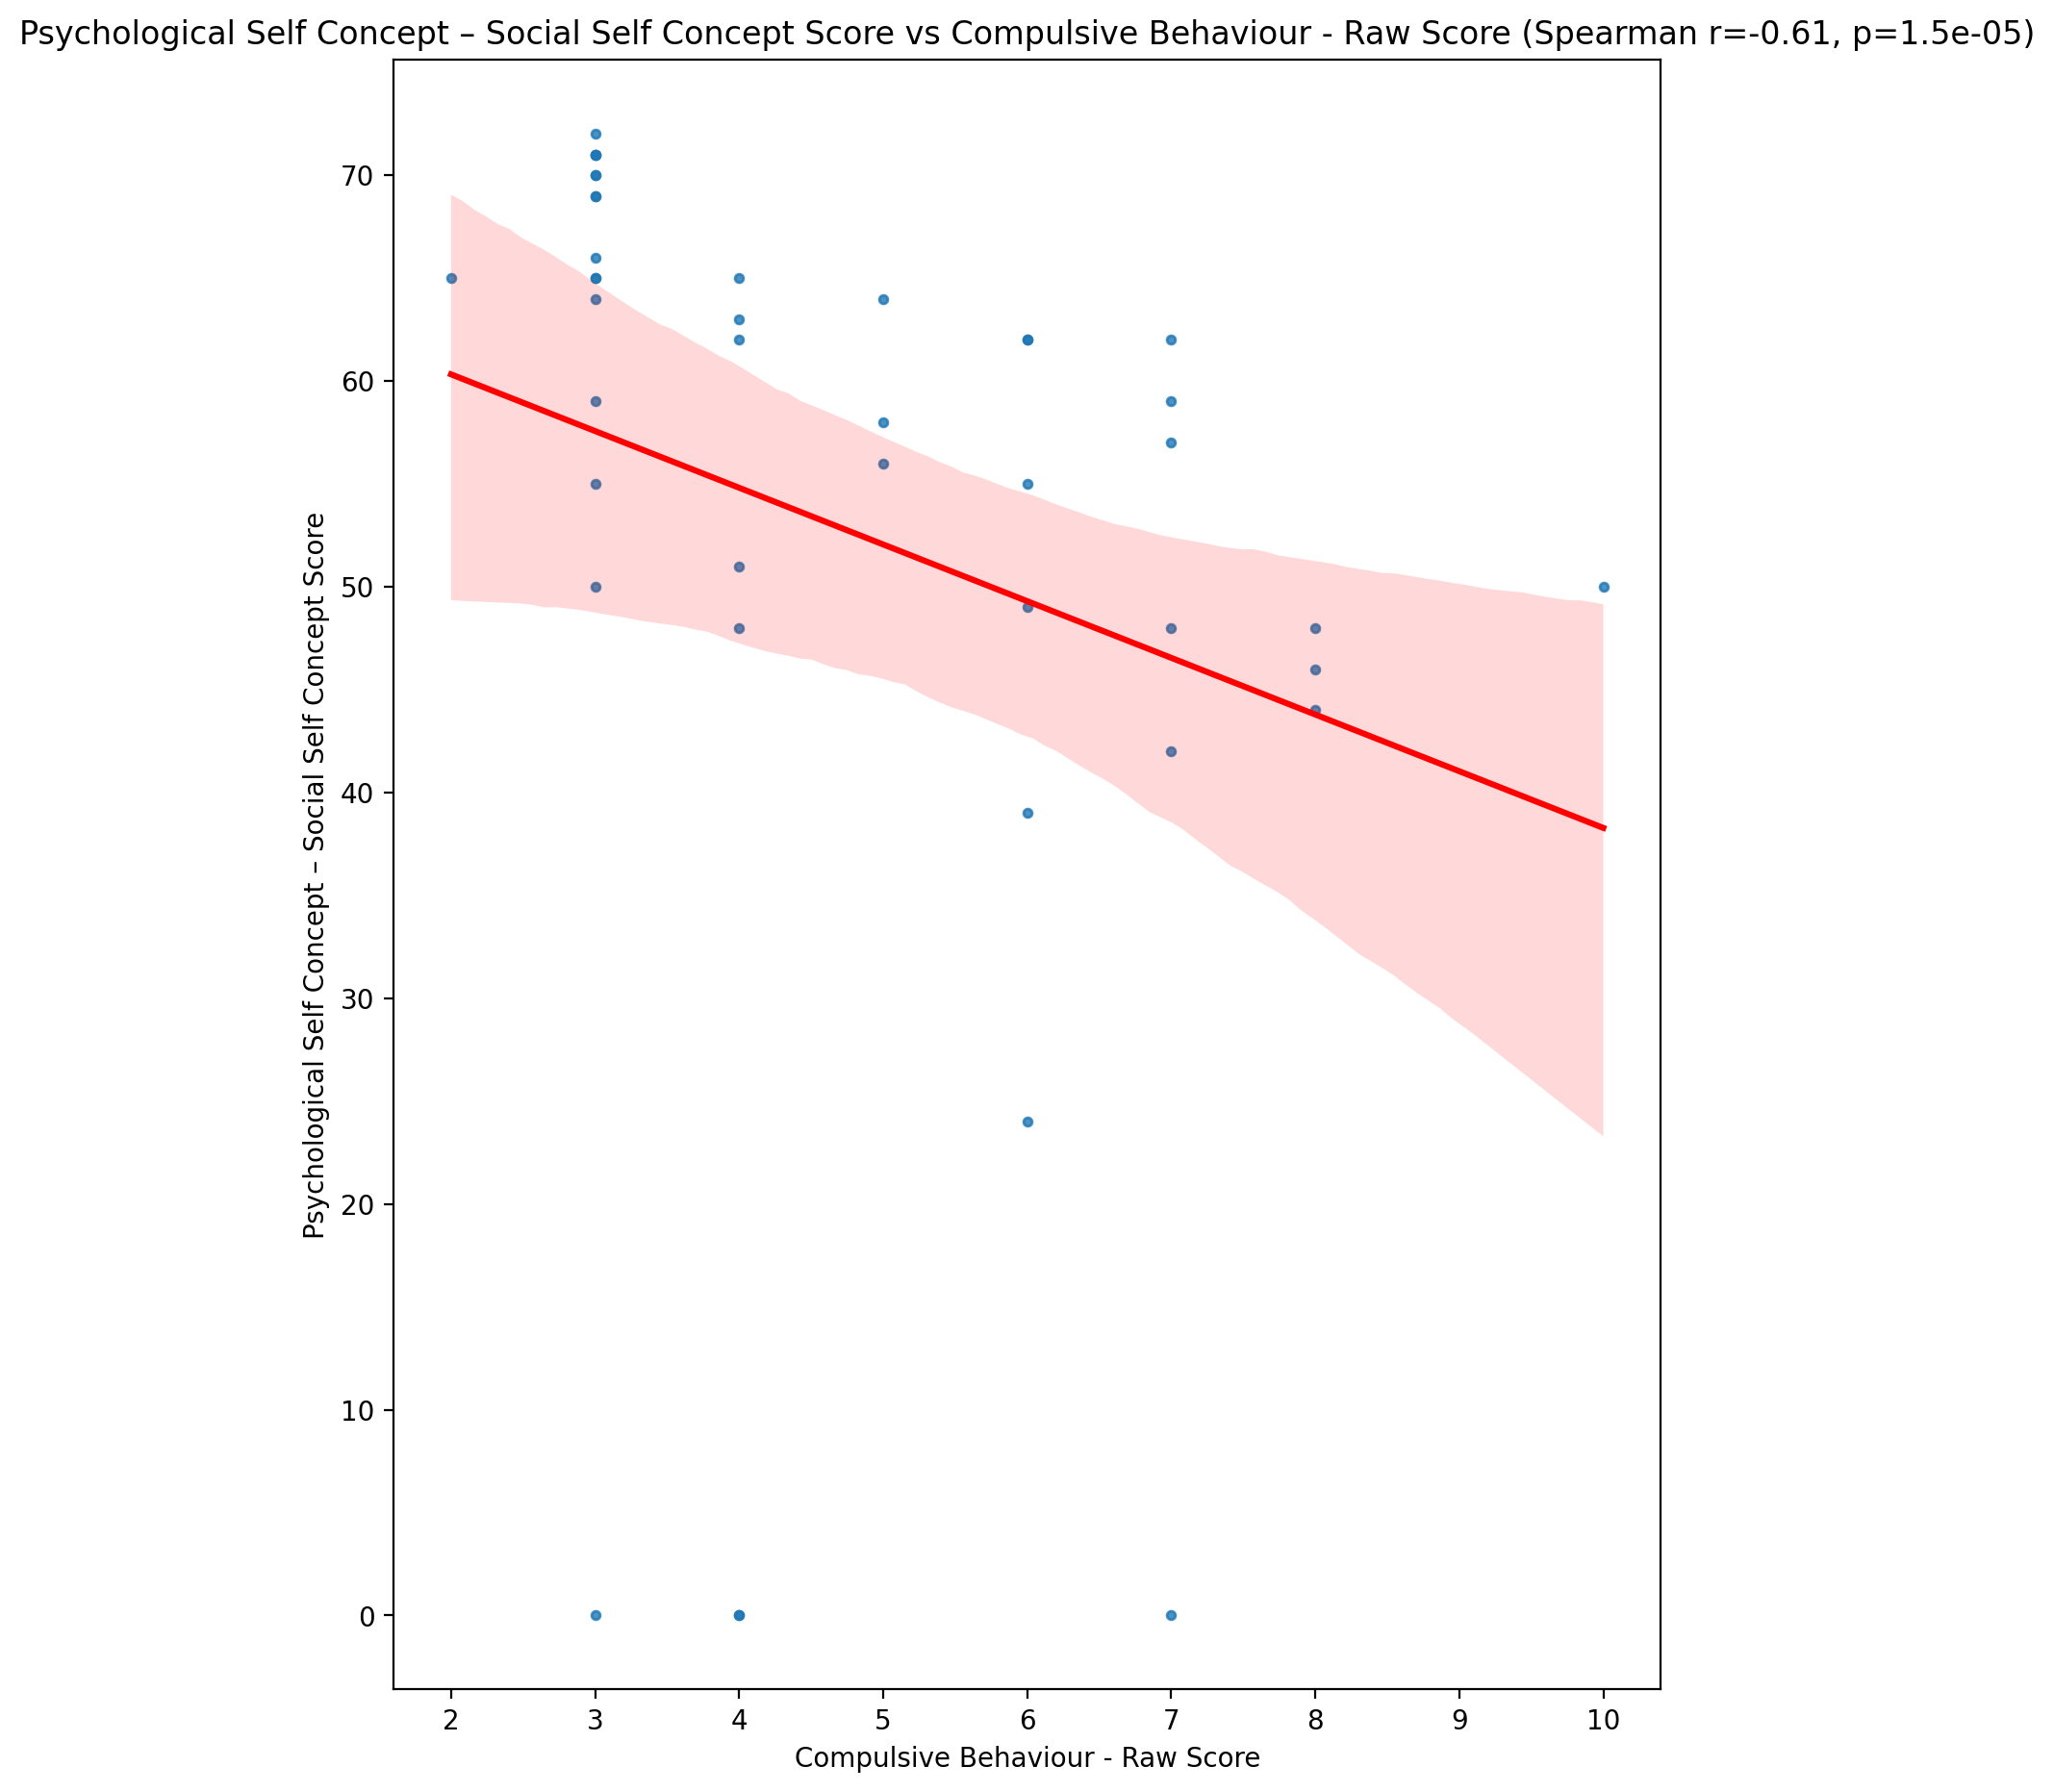 Psychological Self Concept – Social Self Concept Score vs Compulsive Behaviour - Raw Score (Spearman r=-0.61, p=1.5e-05)
Psychological Self Concept – Social Self Concept Score
70
60
50
40
30
20
10
0
2 3 4 5 6 7 8 9 10
Compulsive Behaviour - Raw Score